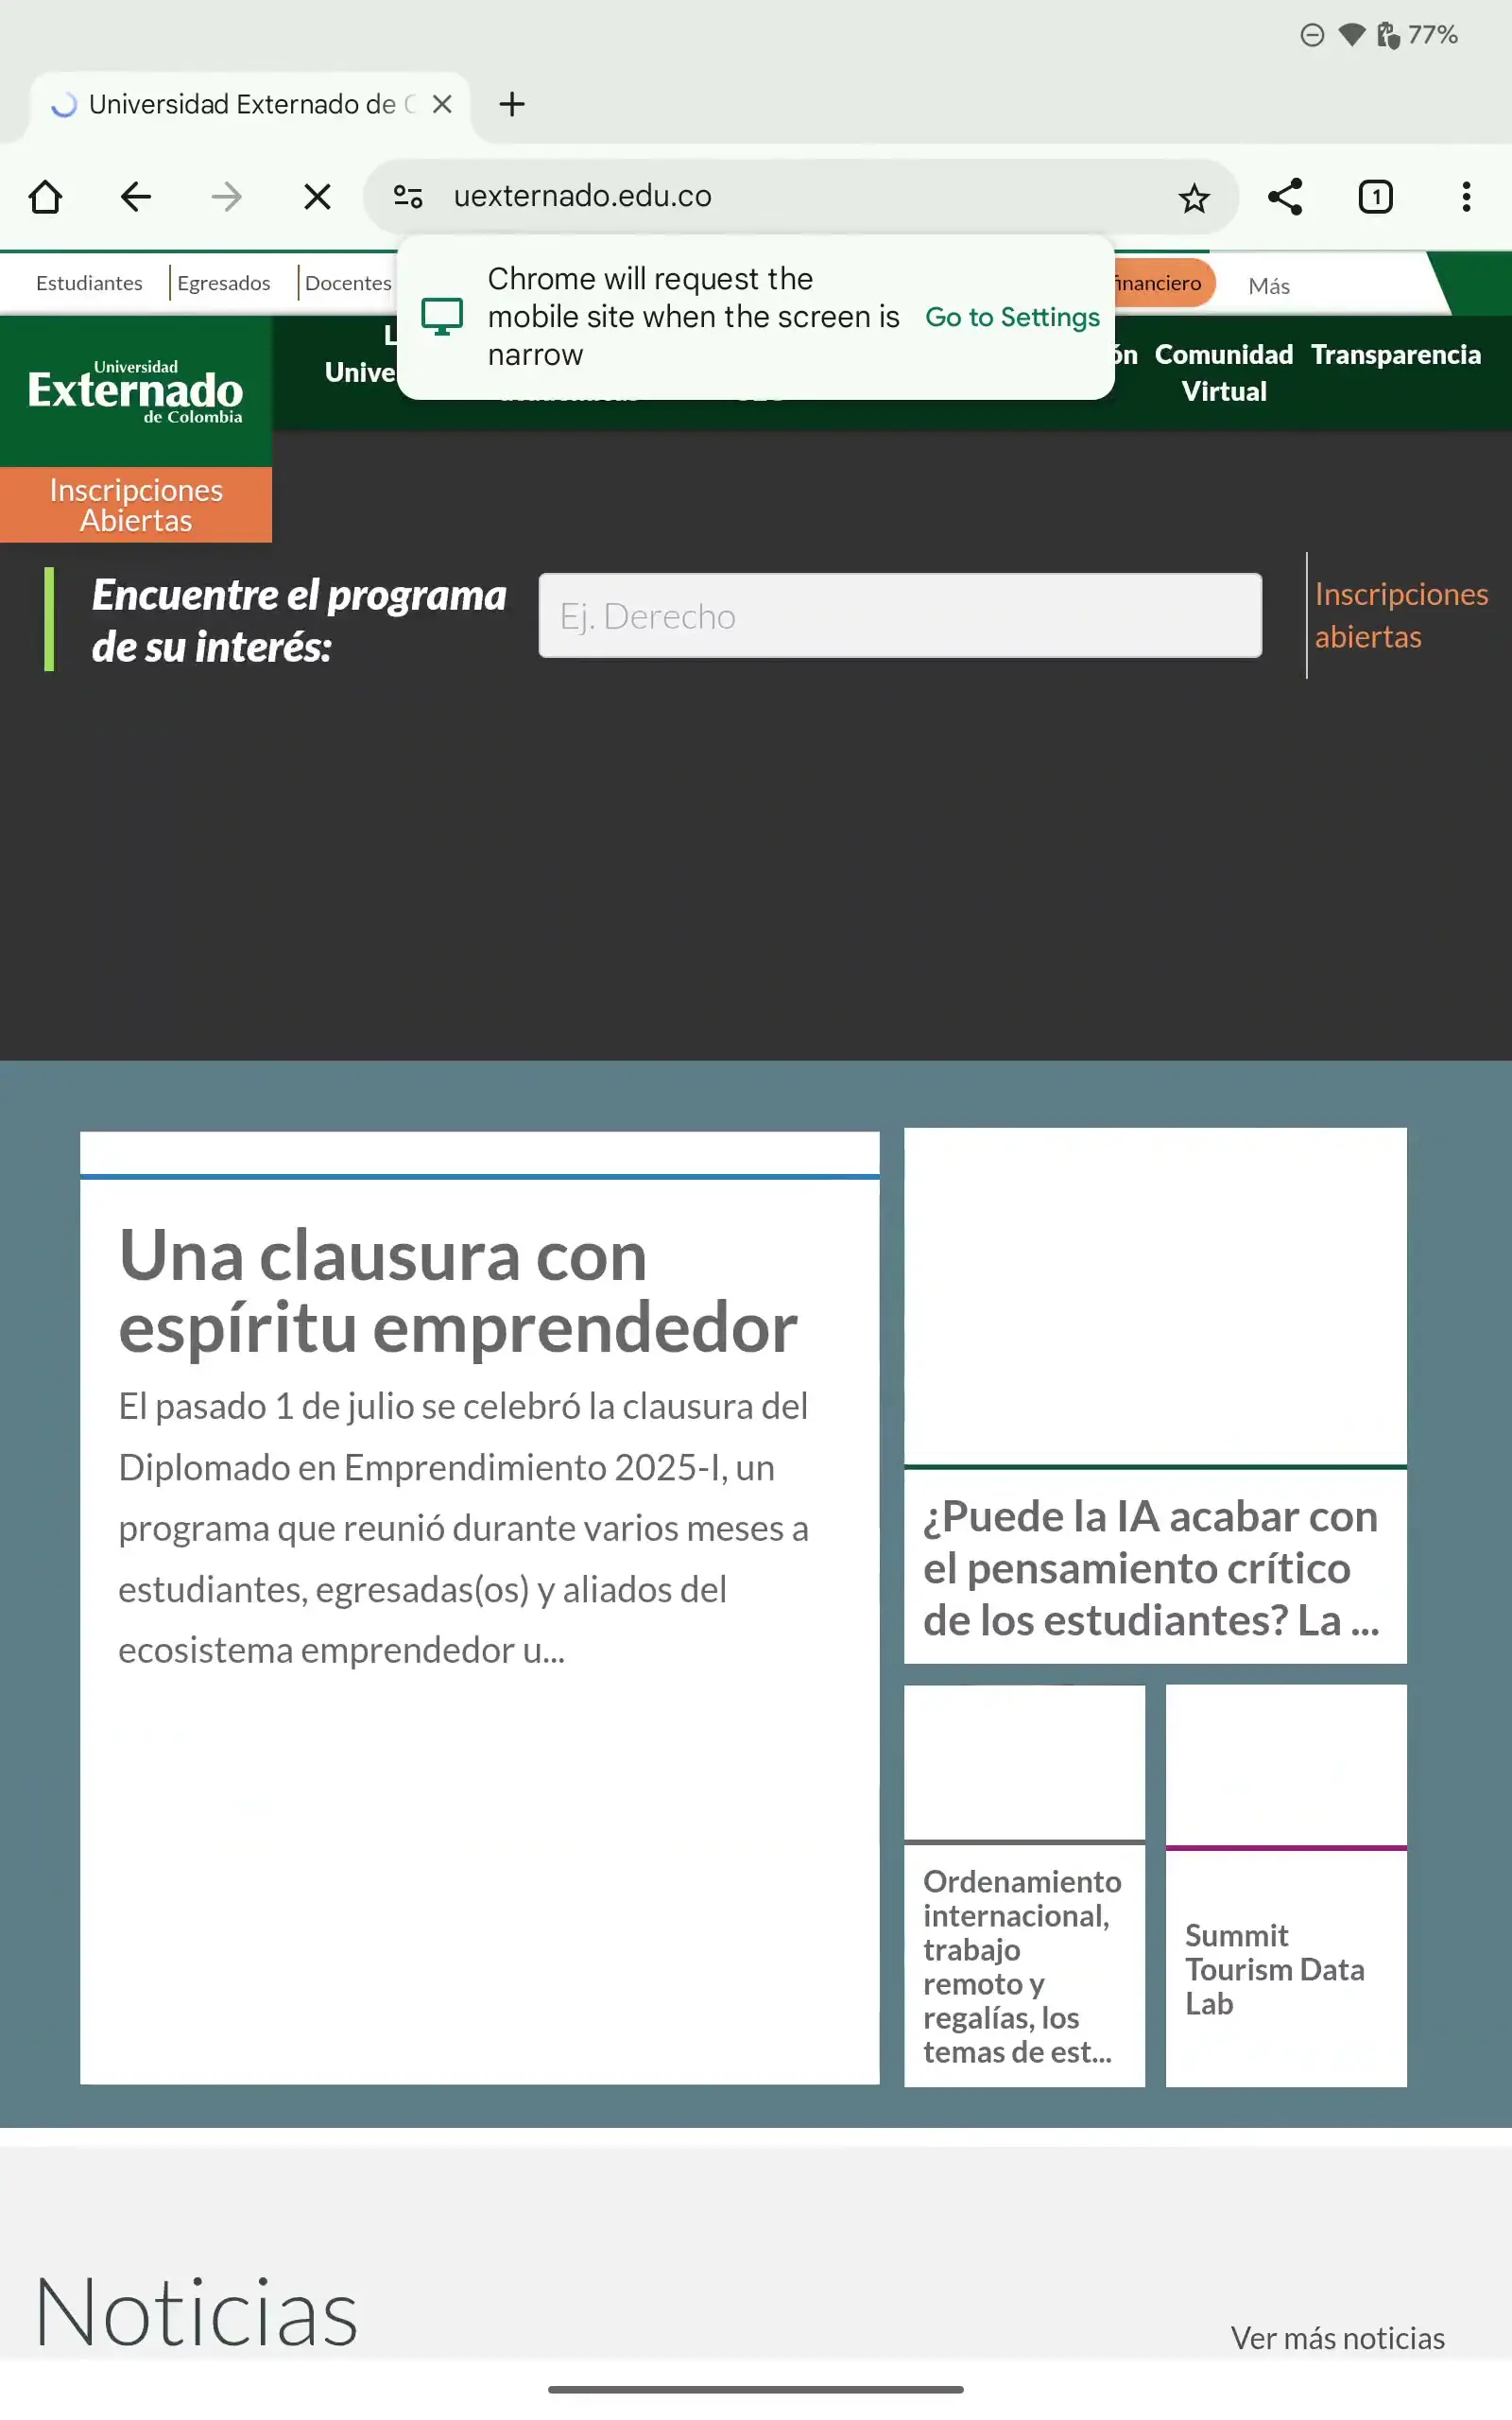 77%
Universidad Externado de
uexternado.edu.co
1
Chrome will request the
mobile site when the screen is
narrow
Go to Settings
Estudiantes
Egresados
Docentes
Más
Universidad
Externado
de Colombia
Comunidad
Virtual
Transparencia
Inscripciones
Abiertas
Encuentre el programa
de su interés:
Ej. Derecho
Inscripciones
abiertas
Una clausura con
espíritu emprendedor
El pasado 1 de julio se celebró la clausura del
Diplomado en Emprendimiento 2025-I, un
programa que reunió durante varios meses a
estudiantes, egresadas(os) y aliados del
ecosistema emprendedor u...
¿Puede la IA acabar con
el pensamiento crítico
de los estudiantes? La ...
Ordenamiento
internacional,
trabajo
remoto y
regalías, los
temas de est...
Summit
Tourism Data
Lab
Noticias
Ver más noticias